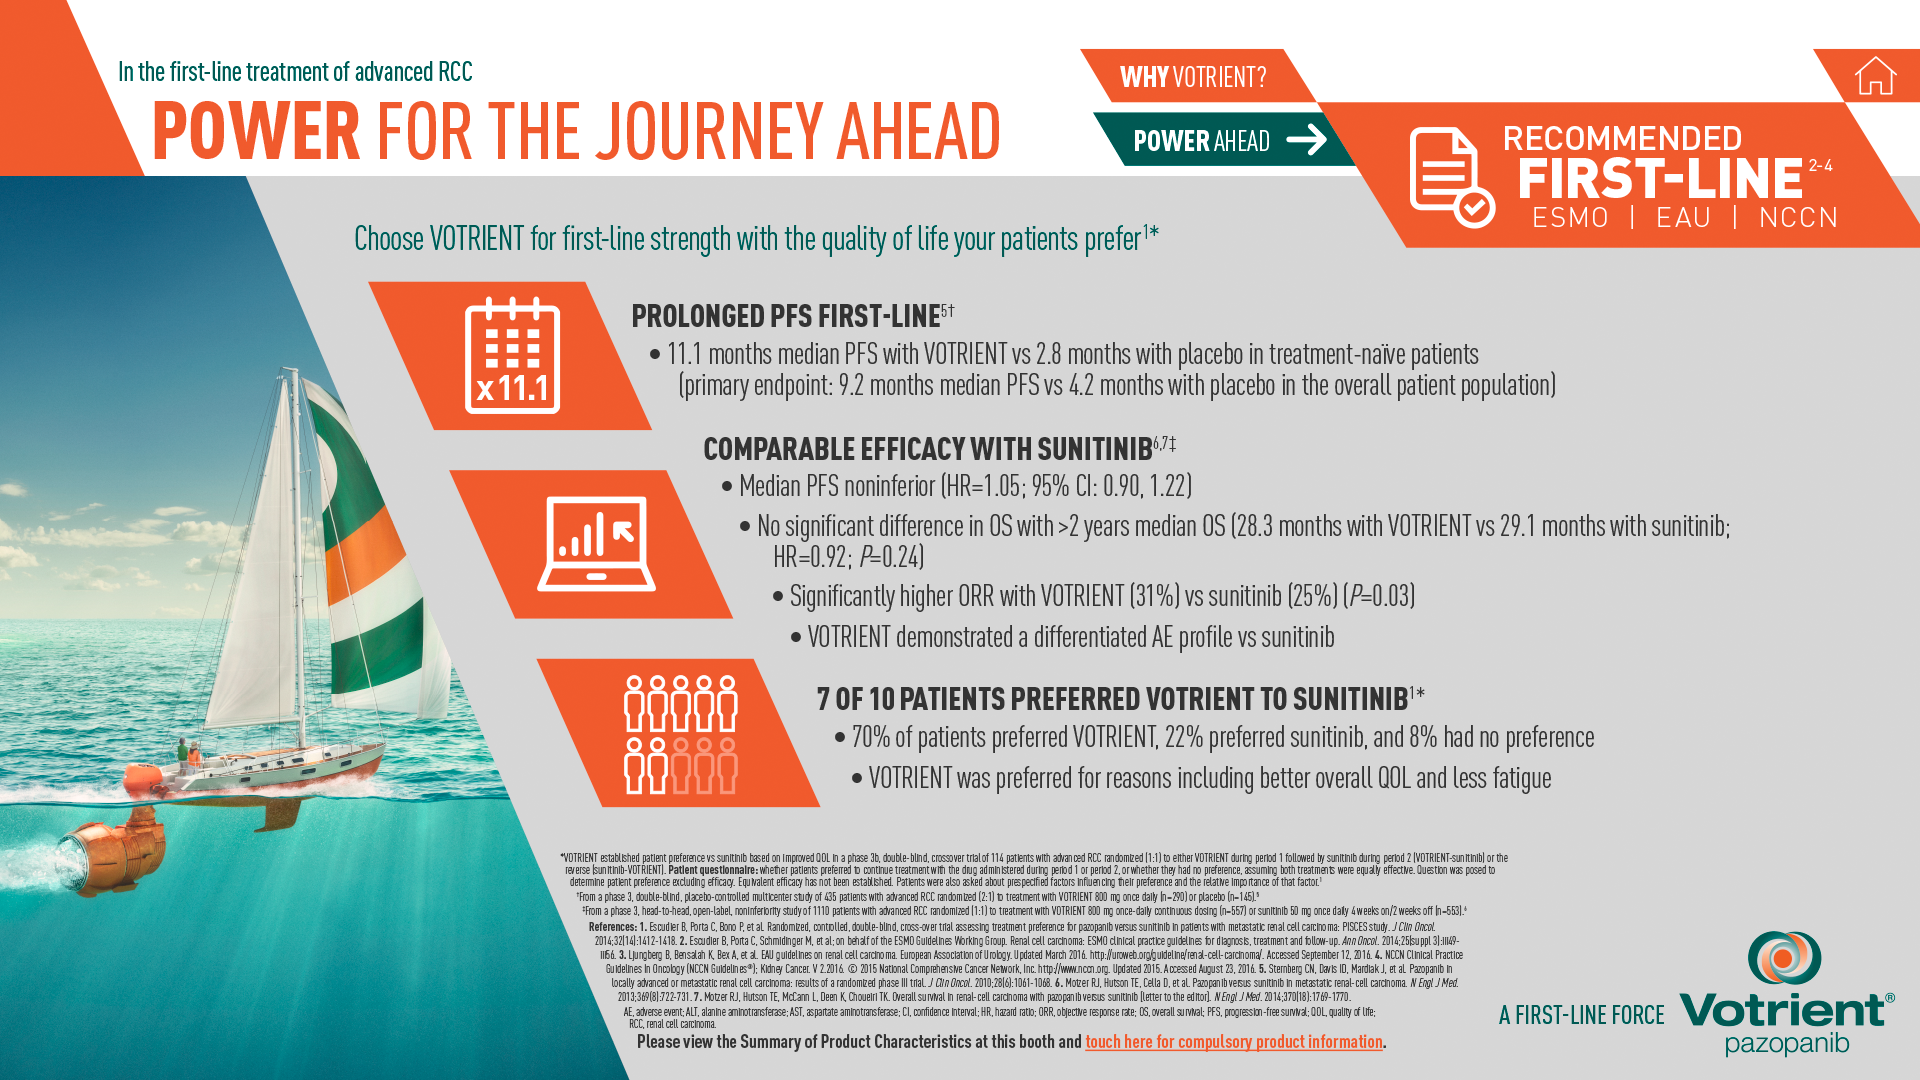 In the first-line treatment of advanced RCC
POWER FOR THE JOURNEY AHEAD
WHY VOTRIENT?
POWER AHEAD
RECOMMENDED
FIRST-LINE 2-4
ESMO | EAU | NCCN
Choose VOTRIENT for first-line strength with the quality of life your patients prefer1*
x 11.1
PROLONGED PFS FIRST-LINE5†
• 11.1 months median PFS with VOTRIENT vs 2.8 months with placebo in treatment-naïve patients
(primary endpoint: 9.2 months median PFS vs 4.2 months with placebo in the overall patient population)
COMPARABLE EFFICACY WITH SUNITINIB6,7‡
• Median PFS noninferior (HR=1.05; 95% CI: 0.90, 1.22)
• No significant difference in OS with >2 years median OS (28.3 months with VOTRIENT vs 29.1 months with sunitinib;
HR=0.92; P=0.24)
• Significantly higher ORR with VOTRIENT (31%) vs sunitinib (25%) (P=0.03)
• VOTRIENT demonstrated a differentiated AE profile vs sunitinib
7 OF 10 PATIENTS PREFERRED VOTRIENT TO SUNITINIB1*
• 70% of patients preferred VOTRIENT, 22% preferred sunitinib, and 8% had no preference
• VOTRIENT was preferred for reasons including better overall QOL and less fatigue
*VOTRIENT established patient preference vs sunitinib based on improved QOL in a phase 3b, double-blind, crossover trial of 114 patients with advanced RCC randomized (1:1) to either VOTRIENT during period 1 followed by sunitinib during period 2 (VOTRIENT-sunitinib) or the
reverse (sunitinib-VOTRIENT). Patient questionnaire: whether patients preferred to continue treatment with the drug administered during period 1 or period 2, or whether they had no preference, assuming both treatments were equally effective. Question was posed to
determine patient preference excluding efficacy. Equivalent efficacy has not been established. Patients were also asked about prespecified factors influencing their preference and the relative importance of that factor.1
†From a phase 3, double-blind, placebo-controlled multicenter study of 435 patients with advanced RCC randomized (2:1) to treatment with VOTRIENT 800 mg once daily (n=290) or placebo (n=145).5
‡From a phase 3, head-to-head, open-label, noninferiority study of 1110 patients with advanced RCC randomized (1:1) to treatment with VOTRIENT 800 mg once-daily continuous dosing (n=557) or sunitinib 50 mg once daily 4 weeks on/2 weeks off (n=553).6
References: 1. Escudier B, Porta C, Bono P, et al. Randomized, controlled, double-blind, cross-over trial assessing treatment preference for pazopanib versus sunitinib in patients with metastatic renal cell carcinoma: PISCES study. J Clin Oncol.
2014;32(14):1412-1418. 2. Escudier B, Porta C, Schmidinger M, et al; on behalf of the ESMO Guidelines Working Group. Renal cell carcinoma: ESMO clinical practice guidelines for diagnosis, treatment and follow-up. Ann Oncol. 2014;25(suppl 3):iii49-
iii56. 3. Ljungberg B, Bensalah K, Bex A, et al. EAU guidelines on renal cell carcinoma. European Association of Urology. Updated March 2016. http://uroweb.org/guideline/renal-cell-carcinoma/. Accessed September 12, 2016. 4. NCCN Clinical Practice
Guidelines In Oncology (NCCN Guidelines®); Kidney Cancer. V 2.2016. © 2015 National Comprehensive Cancer Network, Inc. http://www.nccn.org. Updated 2015. Accessed August 23, 2016. 5. Sternberg CN, Davis ID, Mardiak J, et al. Pazopanib in
locally advanced or metastatic renal cell carcinoma: results of a randomized phase III trial. J Clin Oncol. 2010;28(6):1061-1068. 6. Motzer RJ, Hutson TE, Cella D, et al. Pazopanib versus sunitinib in metastatic renal-cell carcinoma. N Engl J Med.
2013;369(8):722-731. 7. Motzer RJ, Hutson TE, McCann L, Deen K, Choueiri TK. Overall survival in renal-cell carcinoma with pazopanib versus sunitinib [letter to the editor]. N Engl J Med. 2014;370(18):1769-1770.
AE, adverse event; ALT, alanine aminotransferase; AST, aspartate aminotransferase; CI, confidence interval; HR, hazard ratio; ORR, objective response rate; OS, overall survival; PFS, progression-free survival; QOL, quality of life;
RCC, renal cell carcinoma.
Please view the Summary of Product Characteristics at this booth and touch here for compulsory product information.
A FIRST-LINE FORCE
Votrient®
pazopanib